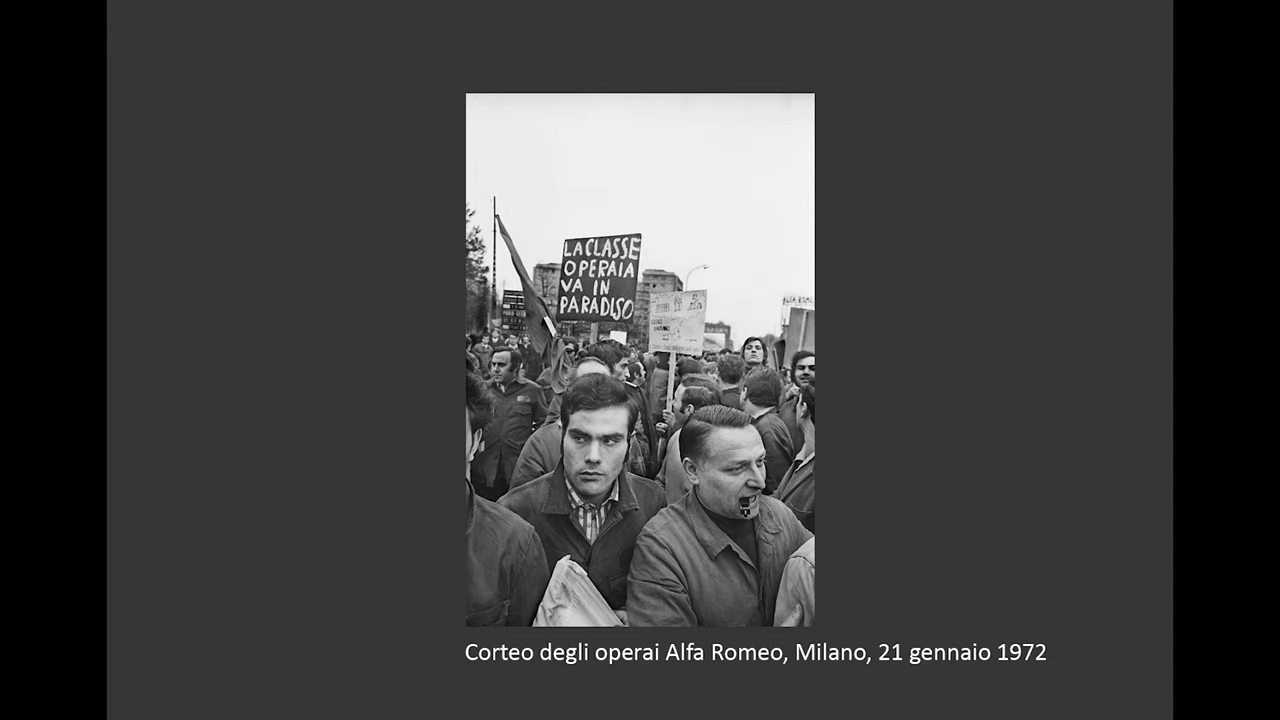 LA CLASSE
OPERAIA
VA IN
PARADISO
Corteo degli operai Alfa Romeo, Milano, 21 gennaio 1972